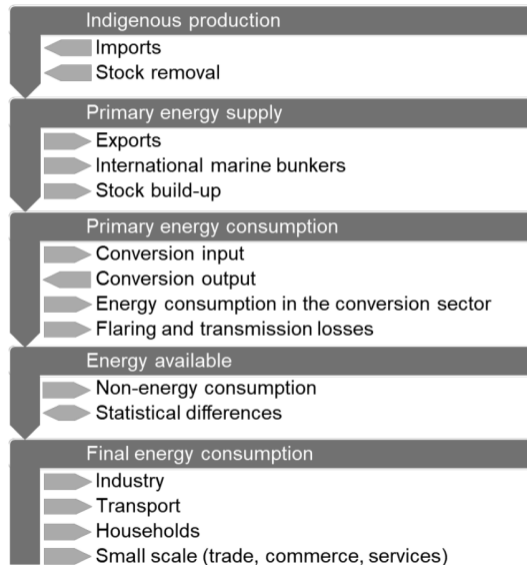 Indigenous production
Imports
Stock removal
Primary energy supply
Exports
International marine bunkers
Stock build-up
Primary energy consumption
Conversion input
Conversion output
Energy consumption in the conversion sector
Flaring and transmission losses
Energy available
Non-energy consumption
Statistical differences
Final energy consumption
Industry
Transport
Households
Small scale (trade, commerce, services)